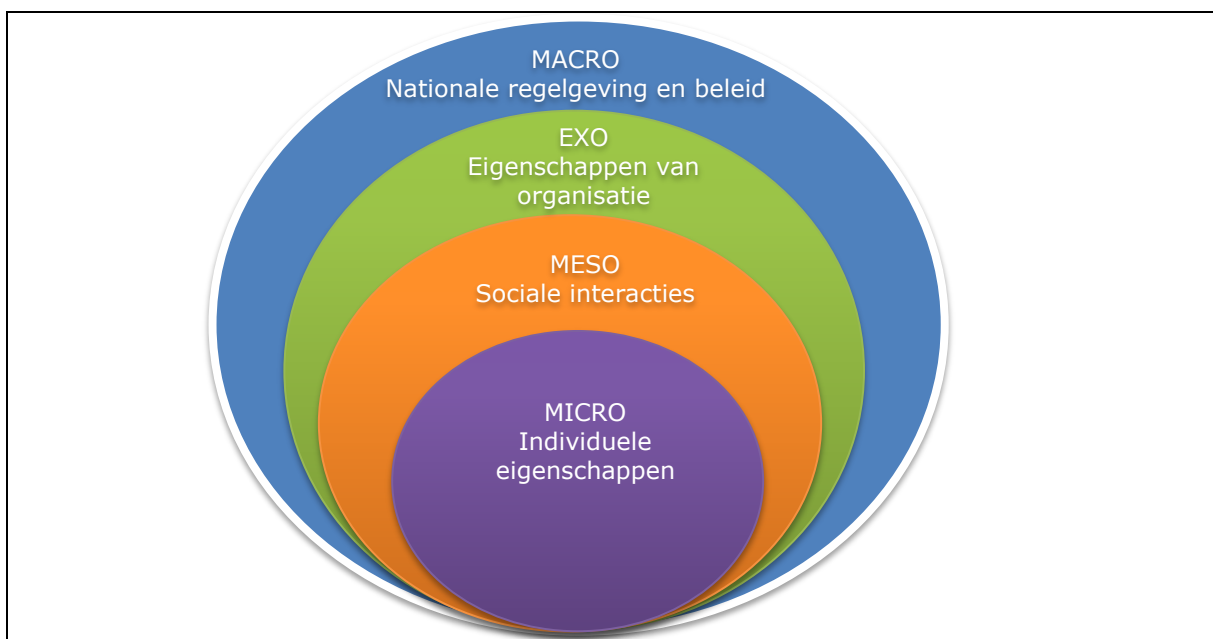 MACRO
Nationale regelgeving en beleid
EXO
Eigenschappen van
organisatie
MESO
Sociale interacties
MICRO
Individuele
eigenschappen